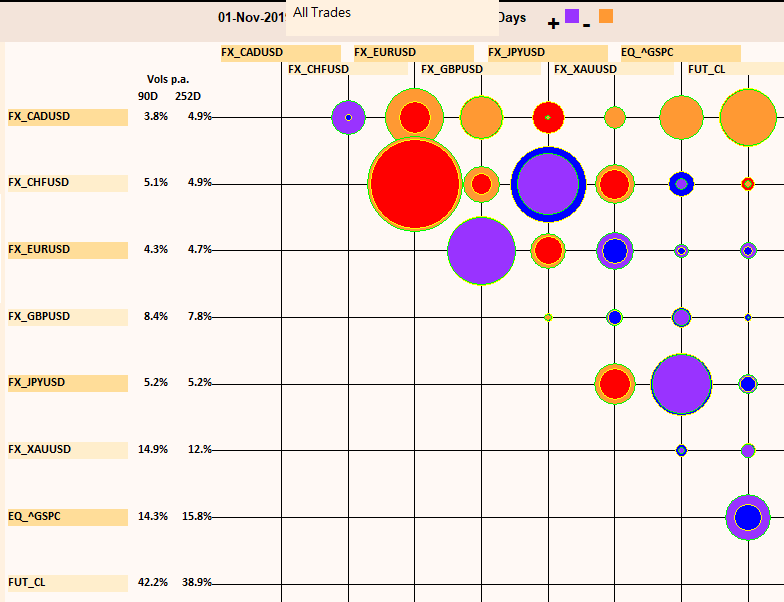 01-Nov-201
All Trades
Days
+
-
FX_CADUSD FX_EURUSD FX_JPYUSD EQ_^GSPC
FX_CHFUSD FX_GBPUSD FX_XAUUSD FUT_CL
Vols p.a.
90D 252D
FX_CADUSD 3.8% 4.9%
FX_CHFUSD 5.1% 4.9%
FX_EURUSD 4.3% 4.7%
FX_GBPUSD 8.4% 7.8%
FX_JPYUSD 5.2% 5.2%
FX_XAUUSD 14.9% 12.%
EQ_^GSPC 14.3% 15.8%
FUT_CL 42.2% 38.9%